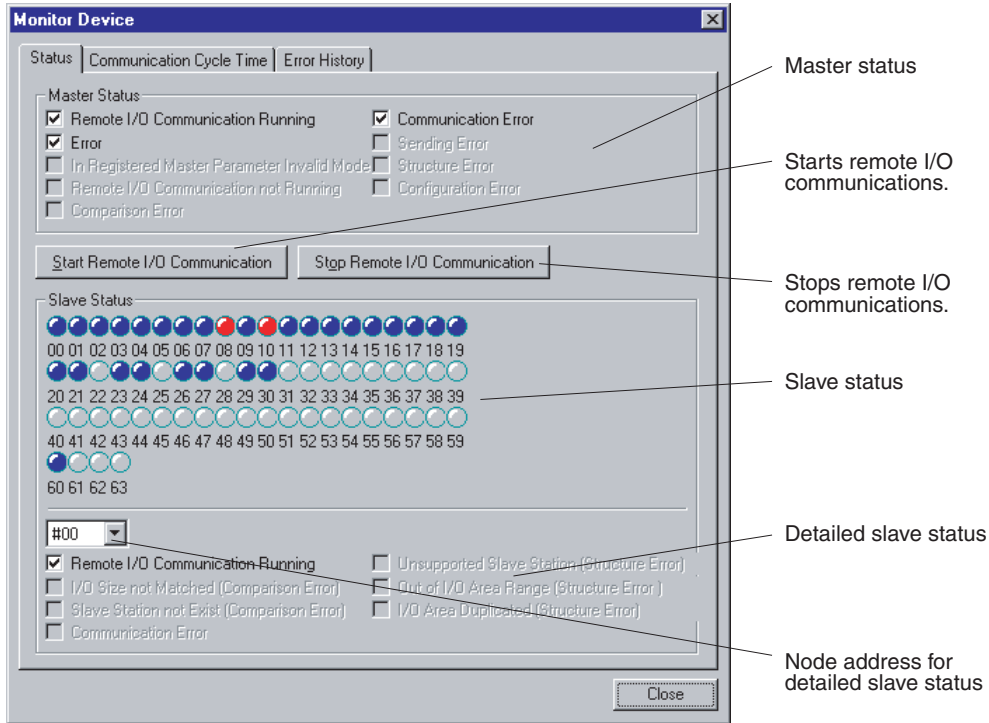 Monitor Device
Status Communication Cycle Time Error History
Master Status
Remote I/O Communication Running
Communication Error
Error
Sending Error
In Registered Master Parameter Invalid Mode
Structure Error
Remote I/O Communication not Running
Configuration Error
Comparison Error
Start Remote I/O Communication
Stop Remote I/O Communication
Slave Status
00 01 02 03 04 05 06 07 08 09 10 11 12 13 14 15 16 17 18 19
20 21 22 23 24 25 26 27 28 29 30 31 32 33 34 35 36 37 38 39
40 41 42 43 44 45 46 47 48 49 50 51 52 53 54 55 56 57 58 59
60 61 62 63
#00
Remote I/O Communication Running
Unsupported Slave Station (Structure Error)
I/O Size not Matched (Comparison Error)
Out of I/O Area Range (Structure Error )
Slave Station not Exist (Comparison Error)
I/O Area Duplicated (Structure Error)
Communication Error
Close
Master status
Starts remote I/O
communications.
Stops remote I/O
communications.
Slave status
Detailed slave status
Node address for
detailed slave status